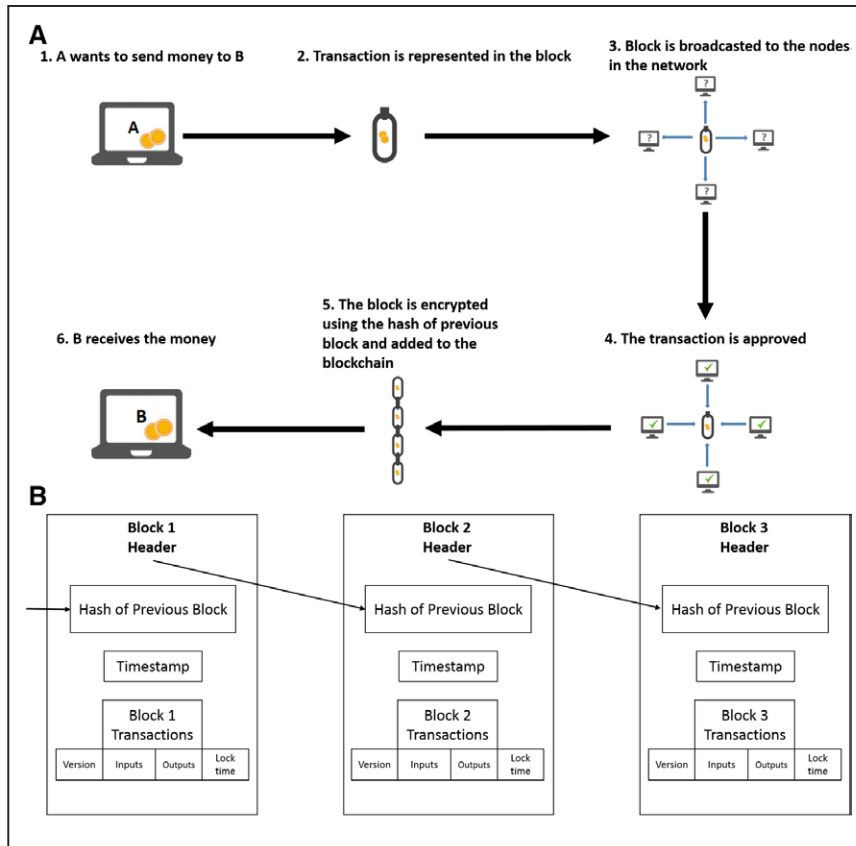 A
1. A wants to send money to B
2. Transaction is represented in the block
3. Block is broadcasted to the nodes
in the network
A
?
?
?
?
6. B receives the money
5. The block is encrypted
using the hash of previous
block and added to the
blockchain
4. The transaction is approved
B
B
Block 1
Header
Hash of Previous Block
Timestamp
Block 1
Transactions
Version Inputs Outputs Lock
time
Block 2
Header
Hash of Previous Block
Timestamp
Block 2
Transactions
Version Inputs Outputs Lock
time
Block 3
Header
Hash of Previous Block
Timestamp
Block 3
Transactions
Version Inputs Outputs Lock
time